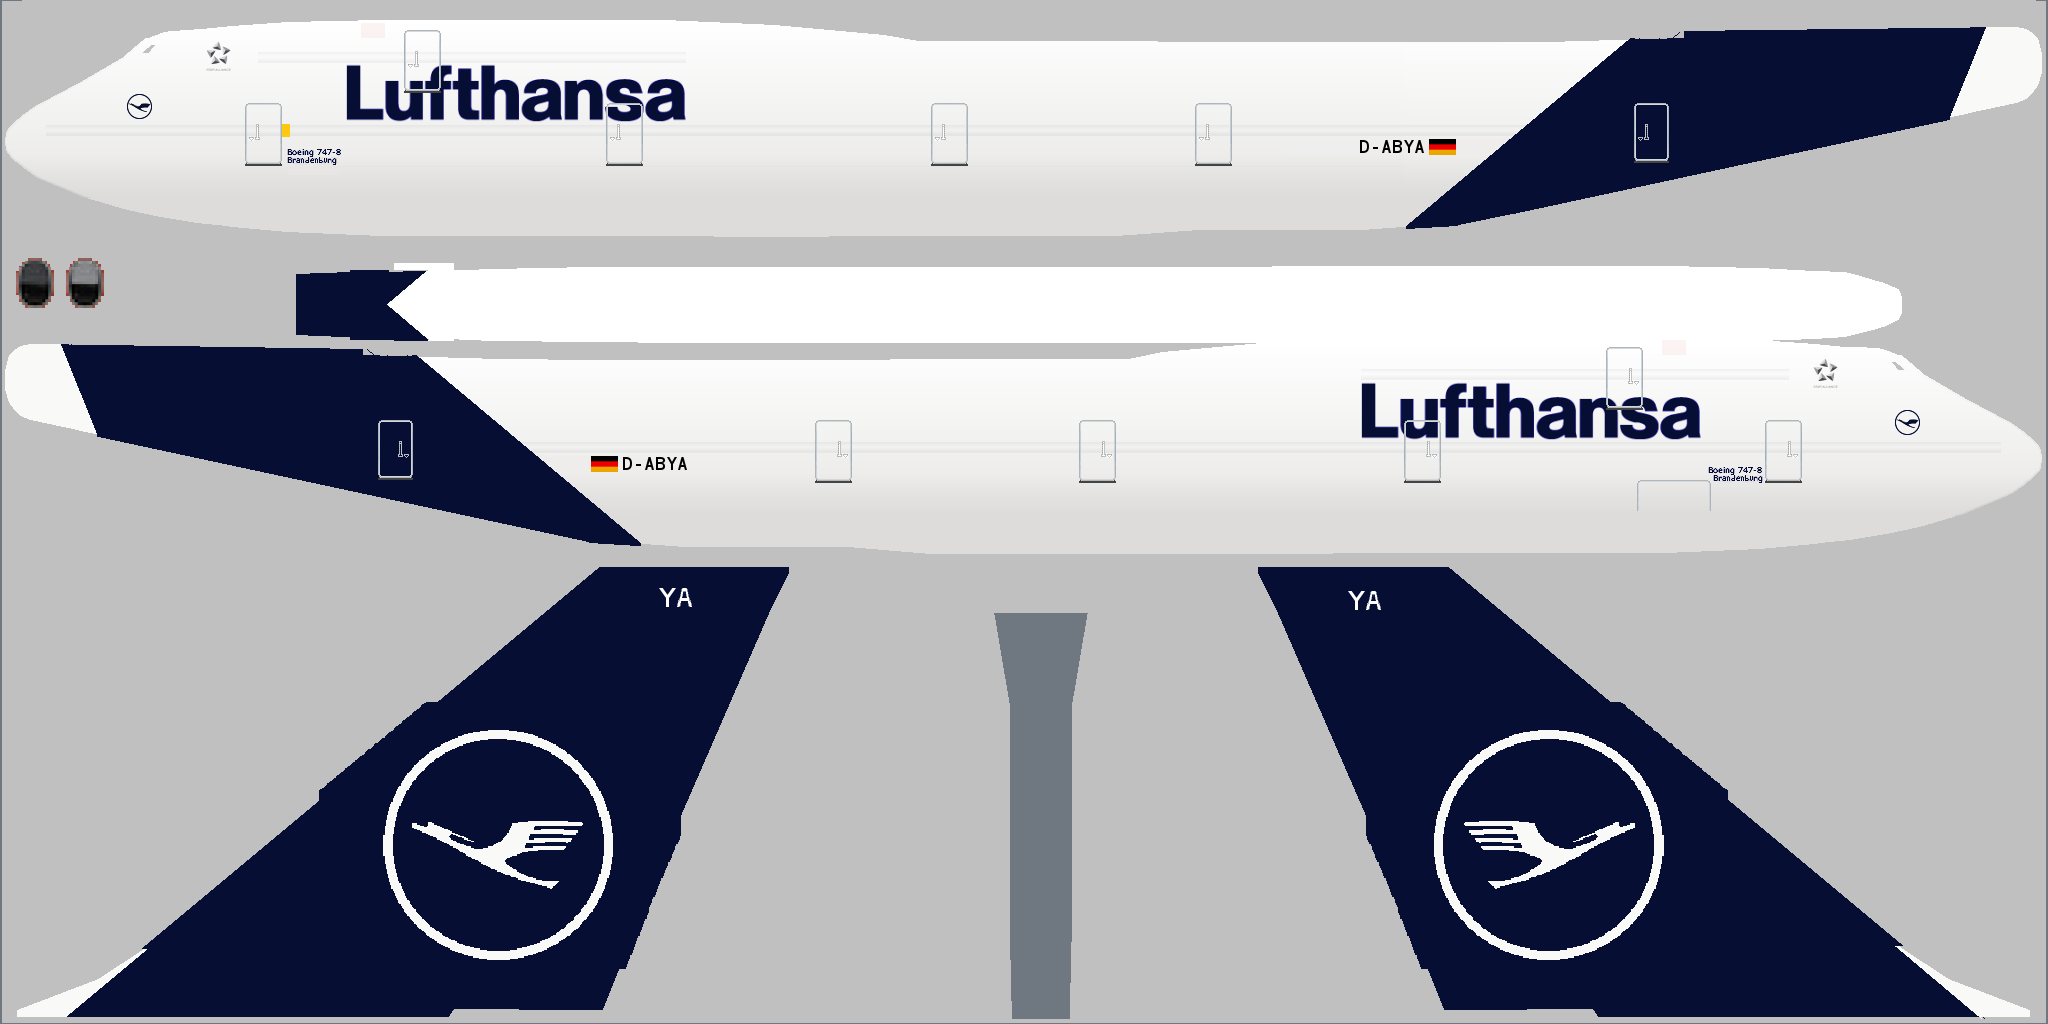 Lufthansa
Boeing 747-8
Brandenburg
D-ABYA
Lufthansa
D-ABYA
Boeing 747-8
Brandenburg
YA
YA